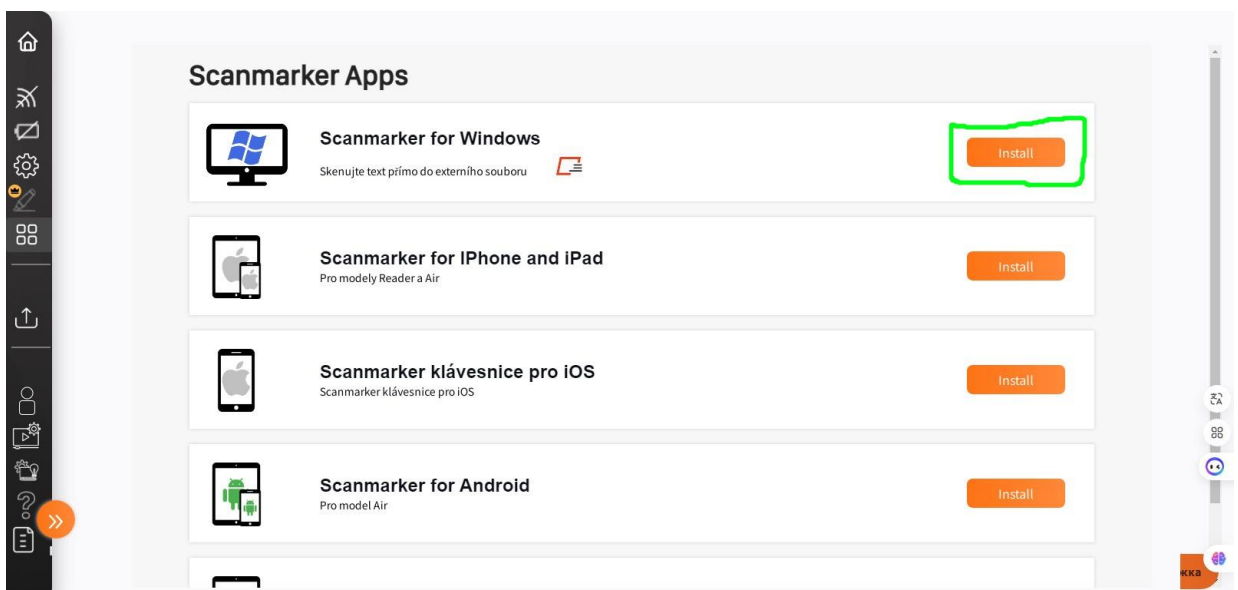 Scanmarker Apps
Scanmarker for Windows
Skenujte text přímo do externího souboru
Install
Scanmarker for IPhone and iPad
Pro modely Reader a Air
Install
Scanmarker klávesnice pro iOS
Scanmarker klávesnice pro iOS
Install
Scanmarker for Android
Pro model Air
Install